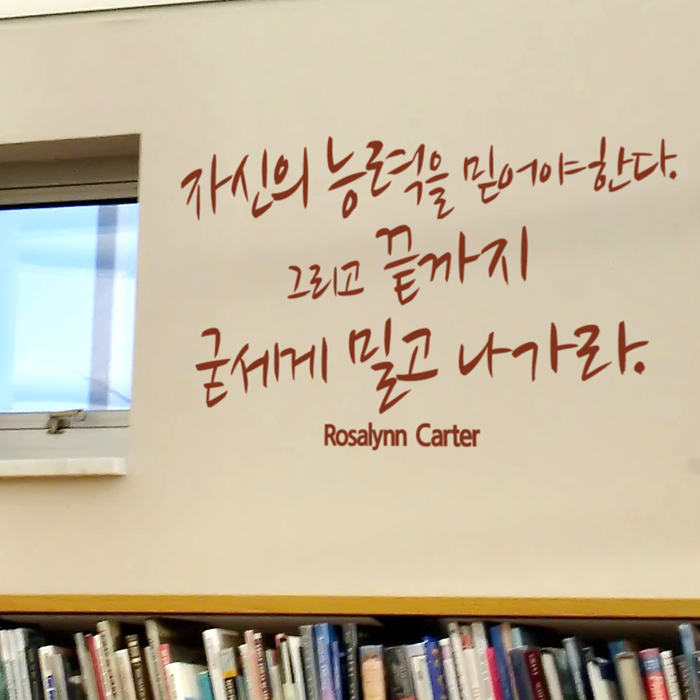 자신의 능력을 믿어야한다.
그리고 끝까지
굳세게 밀고 나가라.
Rosalynn Carter